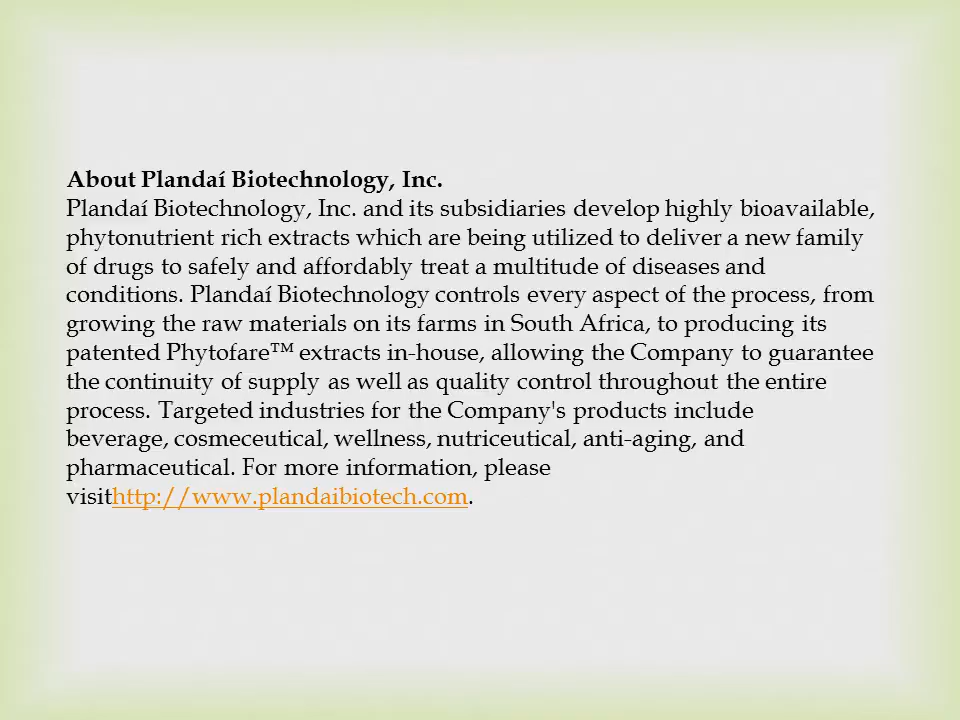 About Plandaí Biotechnology, Inc.
Plandaí Biotechnology, Inc. and its subsidiaries develop highly bioavailable,
phytonutrient rich extracts which are being utilized to deliver a new family
of drugs to safely and affordably treat a multitude of diseases and
conditions. Plandaí Biotechnology controls every aspect of the process, from
growing the raw materials on its farms in South Africa, to producing its
patented Phytofare™ extracts in-house, allowing the Company to guarantee
the continuity of supply as well as quality control throughout the entire
process. Targeted industries for the Company's products include
beverage, cosmeceutical, wellness, nutriceutical, anti-aging, and
pharmaceutical. For more information, please
visithttp://www.plandaibiotech.com.